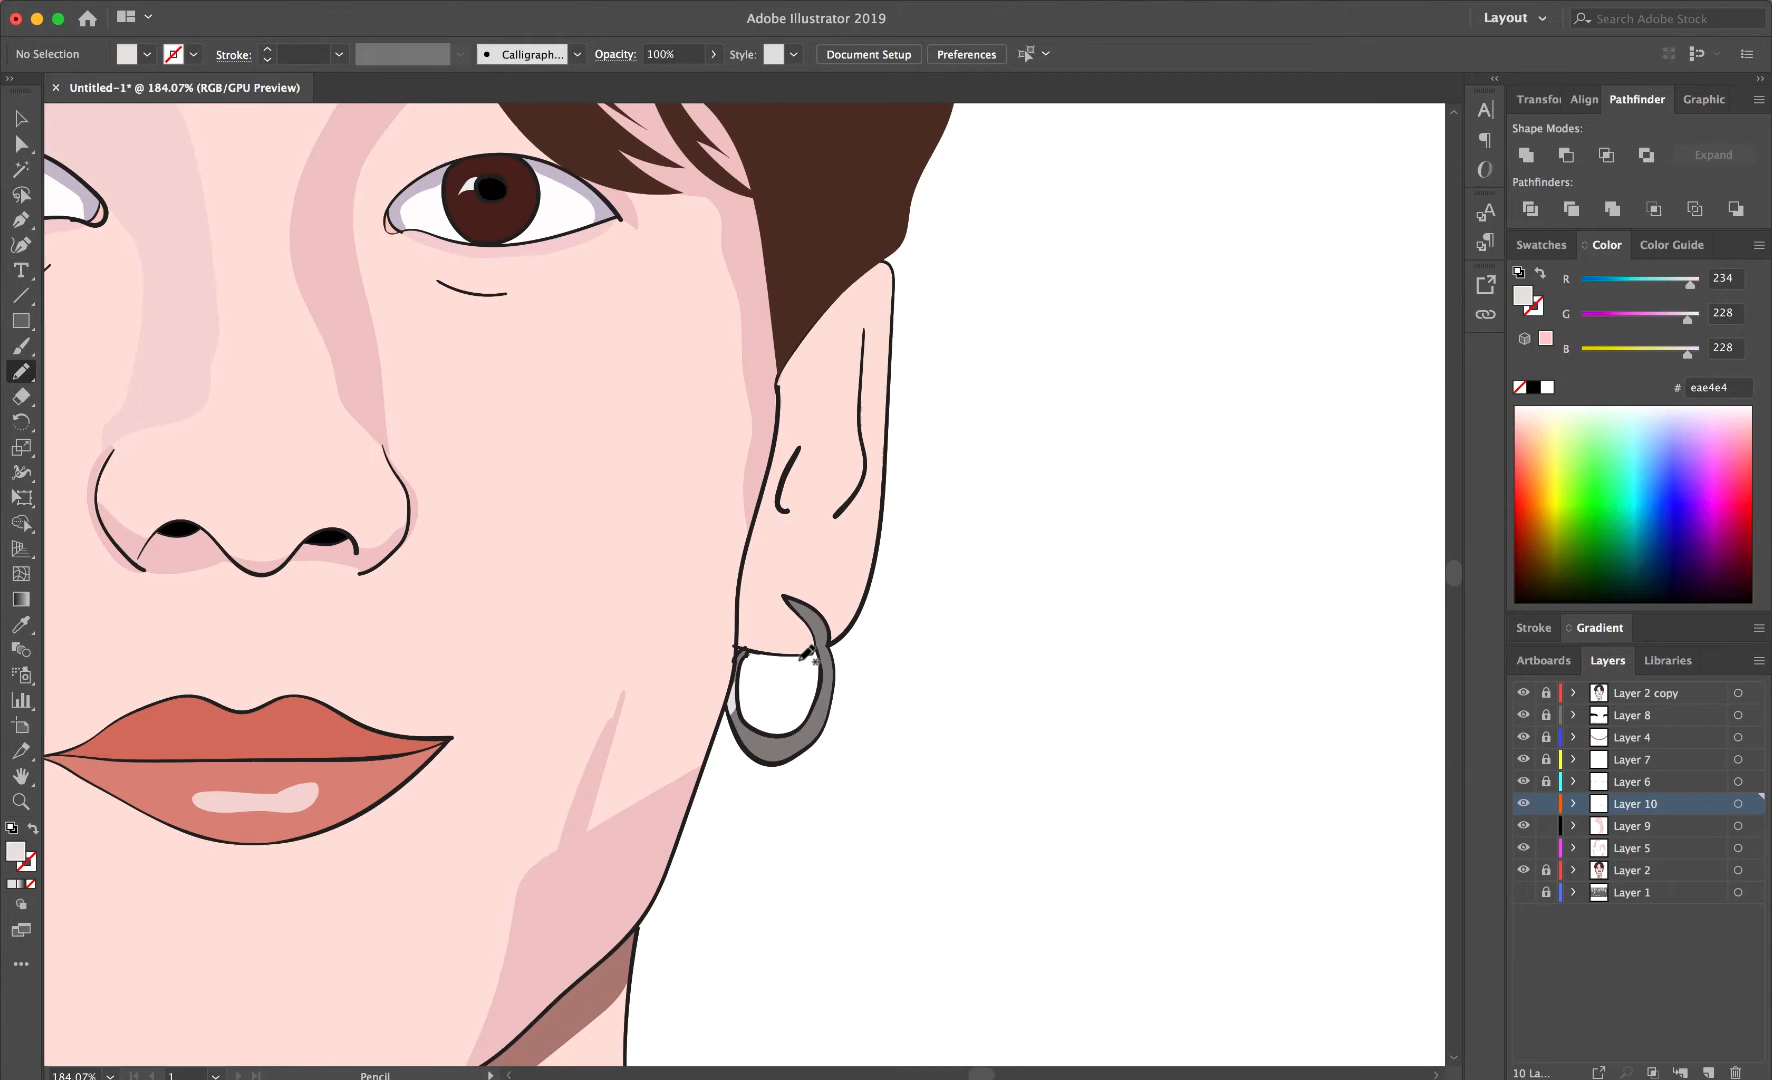 Adobe Illustrator 2019
Layout
Search Adobe Stock
No Selection
Stroke:
Calligraph...
Opacity:
100%
Style:
Document Setup
Preferences
× Untitled-1* @ 184.07% (RGB/GPU Preview)
Transfo
Align
Pathfinder
Graphic
Shape Modes:
Expand
Pathfinders:
Swatches
Color
Color Guide
R
234
G
228
B
228
# eae4e4
Stroke
Gradient
Artboards
Layers
Libraries
Layer 2 copy
Layer 8
Layer 4
Layer 7
Layer 6
Layer 10
Layer 9
Layer 5
Layer 2
Layer 1
184.07%
1
Pencil
10 La...